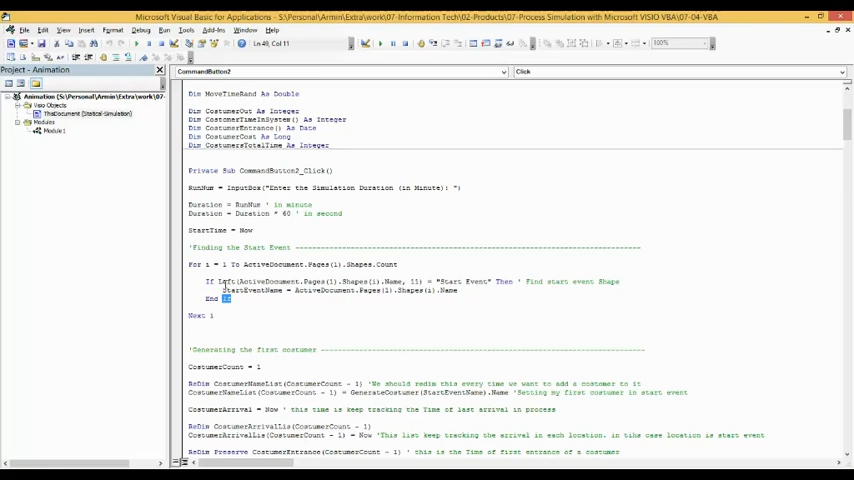 Microsoft Visual Basic for Applications - S:\Personal\Armin\Extra\work\07-Information Tech\02-Products\07-Process Simulation with Microsoft VISIO VBA\07-04-VBA
File Edit View Insert Format Debug Run Tools Add-Ins Window Help
Ln 49, Col 11
100%
Project - Animation
CommandButton2
Click
Animation (S:\Personal\Armin\Extra\work\07-
Visio Objects
ThisDocument (Statical-Simulation)
Modules
Module1
Dim MoveTimeRand As Double
Dim CostumerOut As Integer
Dim CostomerTimeInSystem() As Integer
Dim CostumerEntrance() As Date
Dim CostumerCost As Long
Dim CostumersTotalTime As Integer
Private Sub CommandButton2_Click()
RunNum = InputBox("Enter the Simulation Duration (in Minute): ")
Duration = RunNum ' in minute
Duration = Duration * 60 ' in second
StartTime = Now
'Finding the Start Event ----------------------------------------------------------------------------------
For i = 1 To ActiveDocument.Pages(1).Shapes.Count
If Left(ActiveDocument.Pages(1).Shapes(i).Name, 11) = "Start Event" Then ' Find start event Shape
StartEventName = ActiveDocument.Pages(1).Shapes(i).Name
End If
Next i
'Generating the first costumer ----------------------------------------------------------------------------
CostumerCount = 1
ReDim CostumerNameList(CostumerCount - 1) 'We should redim this every time we want to add a costomer to it
CostumerNameList(CostumerCount - 1) = GenerateCostumer(StartEventName).Name 'Setting my first costumer in start event
CostumerArrival = Now ' this time is keep tracking the Time of last arrival in process
ReDim CostumerArrivalLis(CostumerCount - 1)
CostumerArrivalLis(CostumerCount - 1) = Now 'This list keep tracking the arrival in each location. in tihs case location is start event
ReDim Preserve CostumerEntrance(CostumerCount - 1) ' this is the Time of first entrance of a costumer